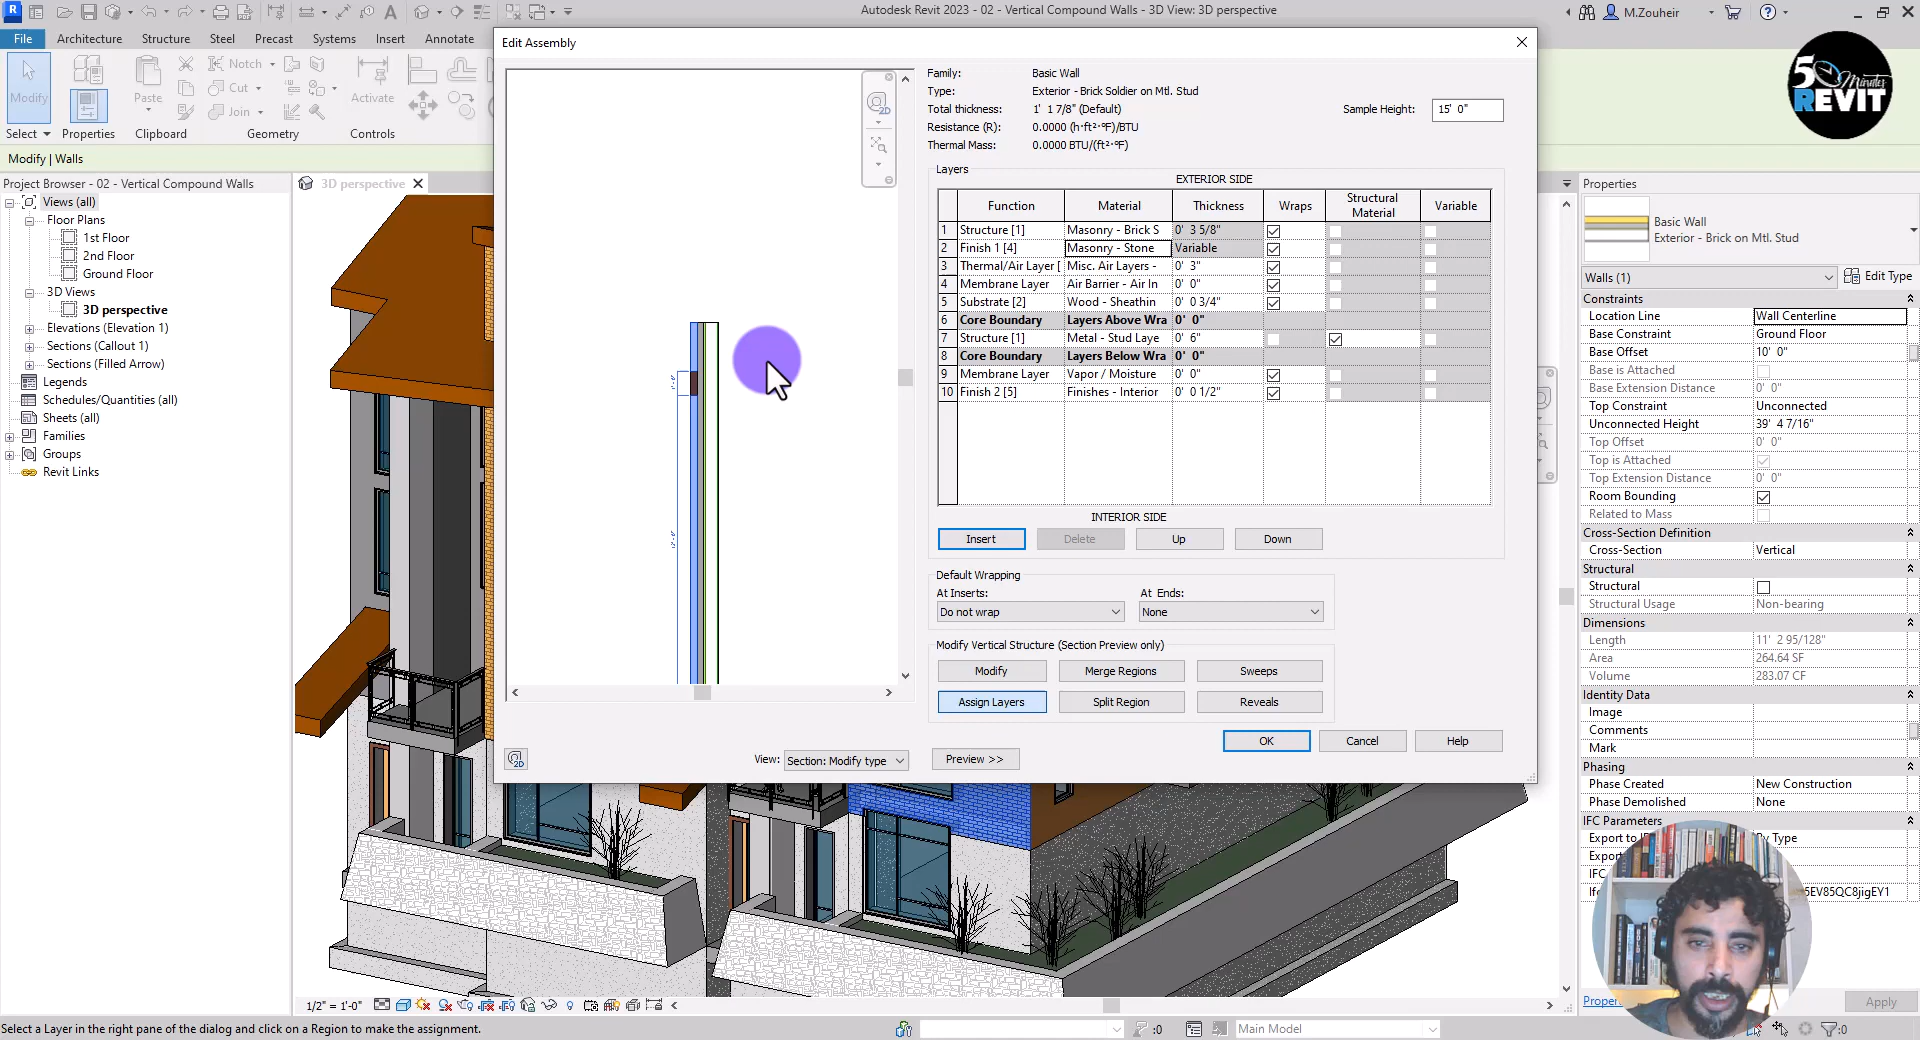 Autodesk Revit 2023 - 02 - Vertical Compound Walls - 3D View: 3D perspective
M.Zouheir
File Architecture Structure Steel Precast Systems Insert Annotate
Modify
Paste
Notch
Cut
Join
Activate
Select Properties Clipboard Geometry Controls
Modify | Walls
Project Browser - 02 - Vertical Compound Walls
Views (all)
Floor Plans
1st Floor
2nd Floor
Ground Floor
3D Views
3D perspective
Elevations (Elevation 1)
Sections (Callout 1)
Sections (Filled Arrow)
Legends
Schedules/Quantities (all)
Sheets (all)
Families
Groups
Revit Links
3D perspective
Edit Assembly
Family: Basic Wall
Type: Exterior - Brick Soldier on Mtl. Stud
Total thickness: 1' 1 7/8" (Default)
Resistance (R): 0.0000 (h·ft²·°F)/BTU
Thermal Mass: 0.0000 BTU/(ft²·°F)
Sample Height: 15' 0"
Layers
EXTERIOR SIDE
Function Material Thickness Wraps Structural Material Variable
1 Structure [1] Masonry - Brick S 0' 3 5/8"
2 Finish 1 [4] Masonry - Stone Variable
3 Thermal/Air Layer [ Misc. Air Layers - 0' 3"
4 Membrane Layer Air Barrier - Air In 0' 0"
5 Substrate [2] Wood - Sheathin 0' 0 3/4"
6 Core Boundary Layers Above Wra 0' 0"
7 Structure [1] Metal - Stud Laye 0' 6"
8 Core Boundary Layers Below Wra 0' 0"
9 Membrane Layer Vapor / Moisture 0' 0"
10 Finish 2 [5] Finishes - Interior 0' 0 1/2"
INTERIOR SIDE
Insert Delete Up Down
Default Wrapping
At Inserts: At Ends:
Do not wrap None
Modify Vertical Structure (Section Preview only)
Modify Merge Regions Sweeps
Assign Layers Split Region Reveals
OK Cancel Help
View: Section: Modify type Preview >>
2D
2D
5 Minutes
REVIT
Properties
Basic Wall
Exterior - Brick on Mtl. Stud
Walls (1) Edit Type
Constraints
Location Line Wall Centerline
Base Constraint Ground Floor
Base Offset 10' 0"
Base is Attached
Base Extension Distance 0' 0"
Top Constraint Unconnected
Unconnected Height 39' 4 7/16"
Top Offset 0' 0"
Top is Attached
Top Extension Distance 0' 0"
Room Bounding
Related to Mass
Cross-Section Definition
Cross-Section Vertical
Structural
Structural
Structural Usage Non-bearing
Dimensions
Length 11' 2 95/128"
Area 264.64 SF
Volume 283.07 CF
Identity Data
Image
Comments
Mark
Phasing
Phase Created New Construction
Phase Demolished None
IFC Parameters
Export to I By Type
Export
IFC
Ifc 5EV85QC8jigEY1
Proper Apply
1/2" = 1'-0"
Select a Layer in the right pane of the dialog and click on a Region to make the assignment.
:0 Main Model :0